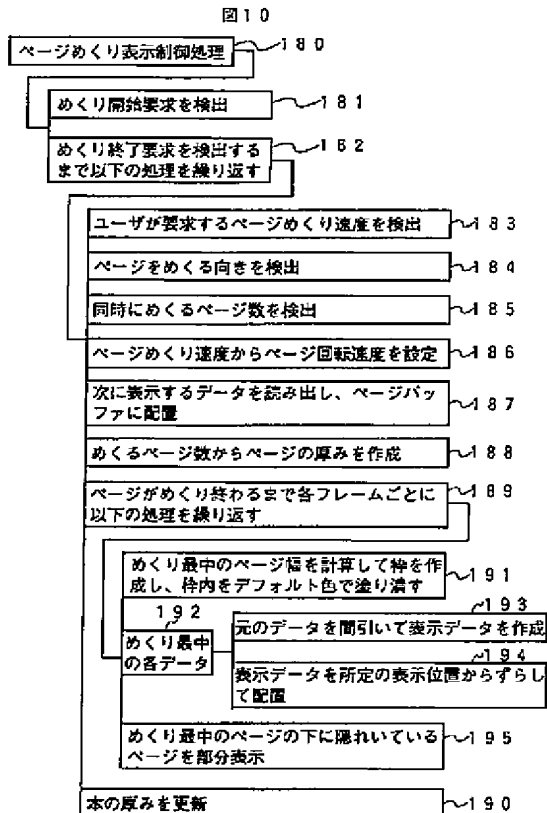 図10
ページめくり表示制御処理
180
めくり開始要求を検出
181
めくり終了要求を検出する
まで以下の処理を繰り返す
182
ユーザが要求するページめくり速度を検出
183
ページをめくる向きを検出
184
同時にめくるページ数を検出
185
ページめくり速度からページ回転速度を設定
186
次に表示するデータを読み出し、ページバッ
ファに配置
187
めくるページ数からページの厚みを作成
188
ページがめくり終わるまで各フレームごとに
以下の処理を繰り返す
189
めくり最中のページ幅を計算して枠を作
成し、枠内をデフォルト色で塗り潰す
191
192
めくり最中
の各データ
193
元のデータを間引いて表示データを作成
194
表示データを所定の表示位置からずらし
て配置
めくり最中のページの下に隠れいている
ページを部分表示
195
本の厚みを更新
190